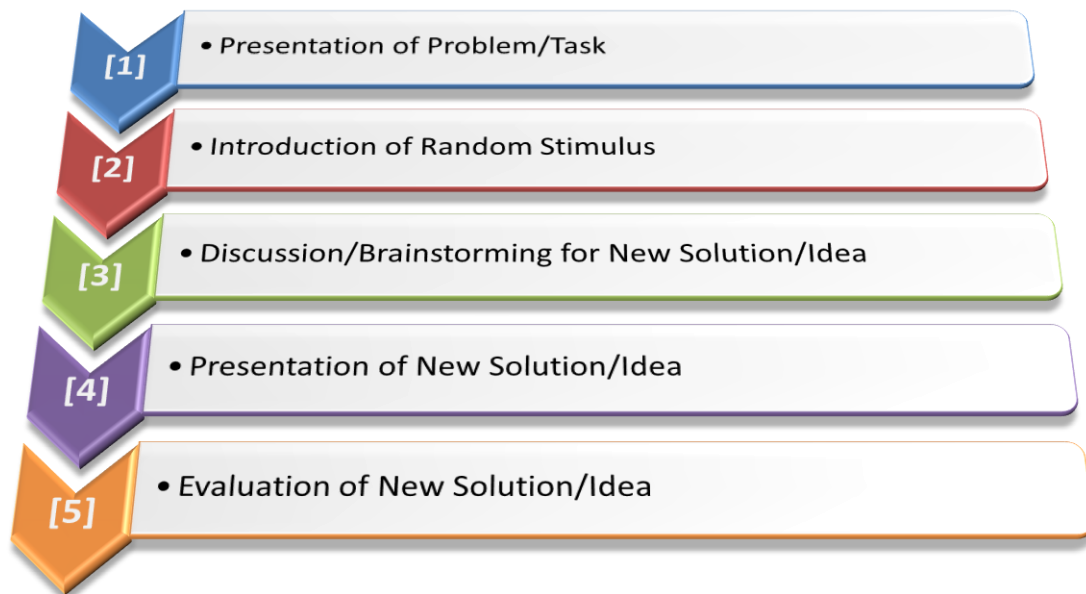 [1] • Presentation of Problem/Task
[2] • Introduction of Random Stimulus
[3] • Discussion/Brainstorming for New Solution/Idea
[4] • Presentation of New Solution/Idea
[5] • Evaluation of New Solution/Idea